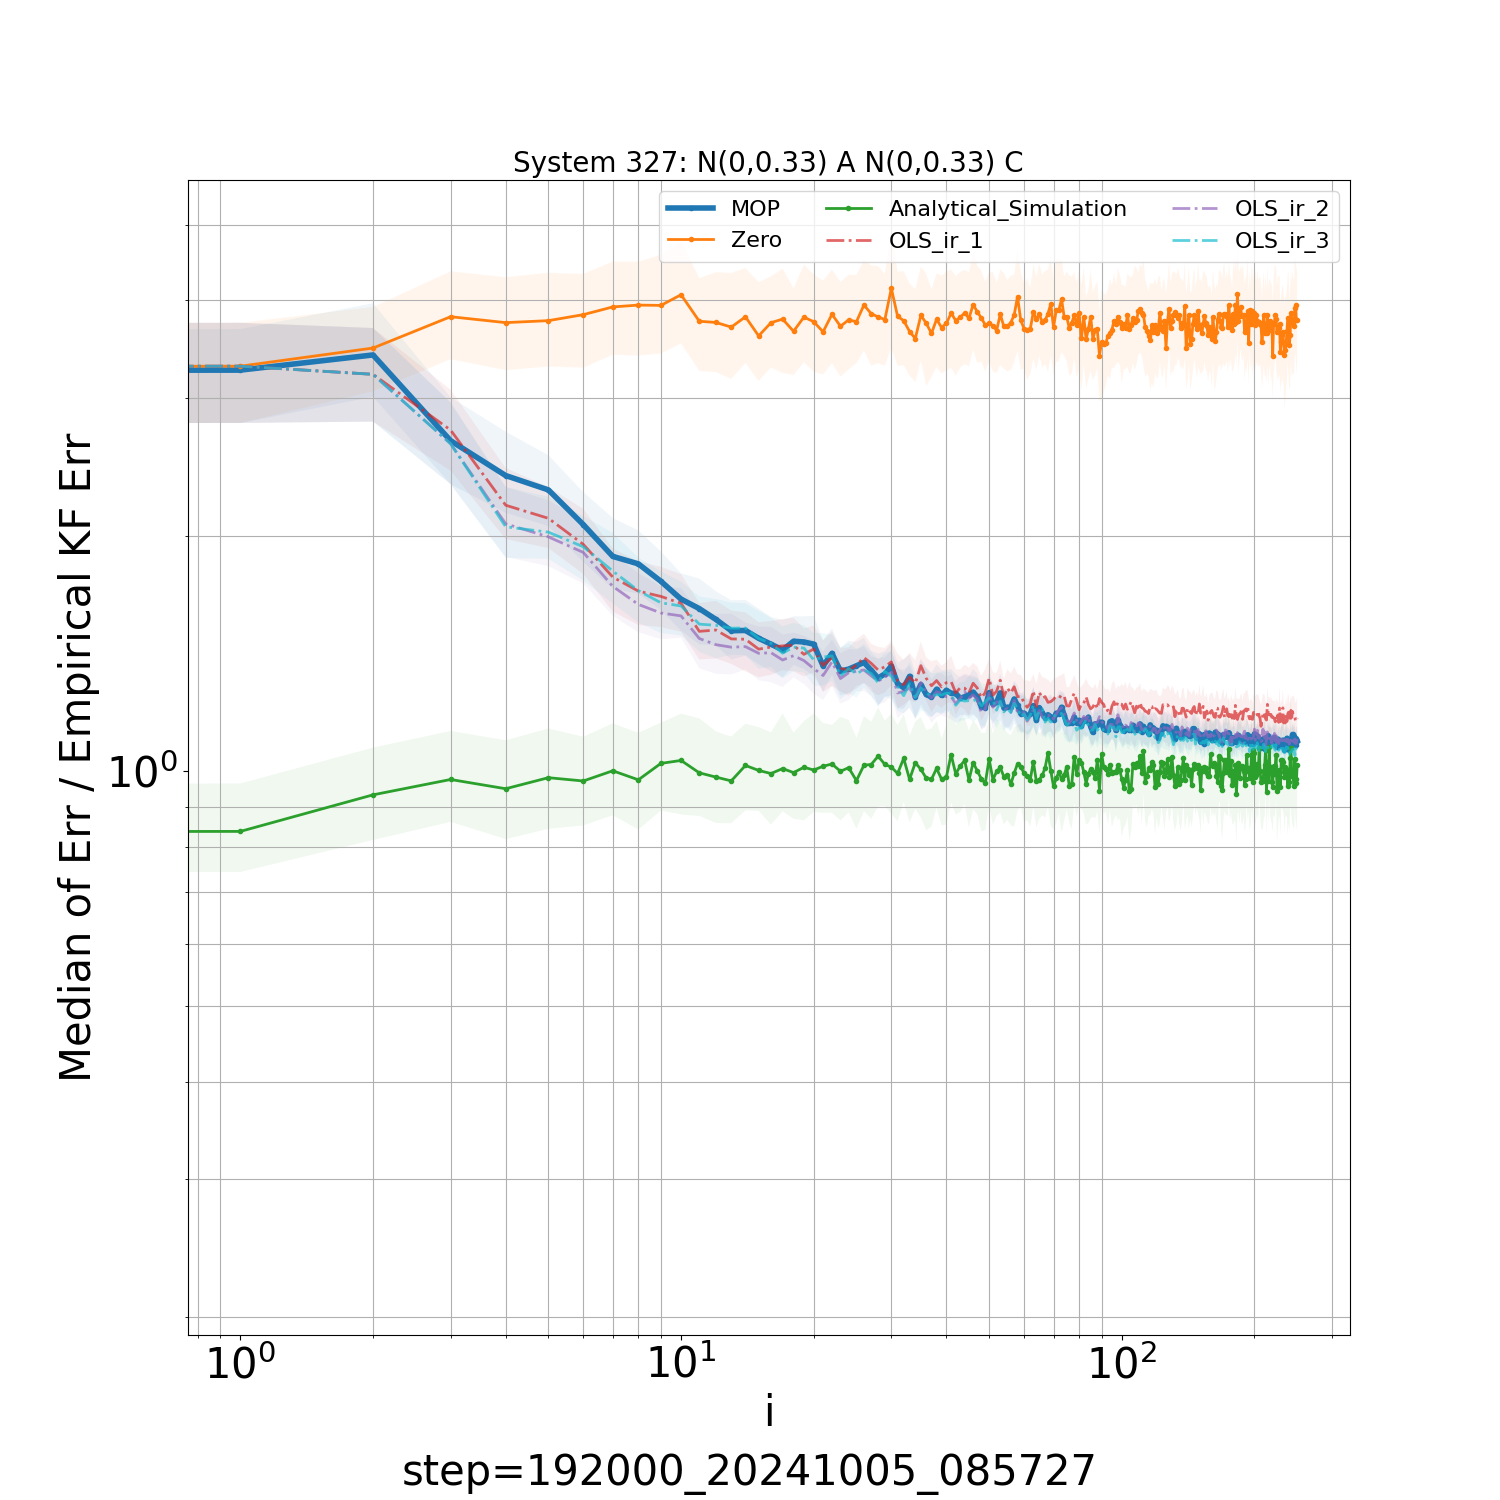 System 327: N(0,0.33) A N(0,0.33) C
MOP
Zero
Analytical_Simulation
OLS_ir_1
OLS_ir_2
OLS_ir_3
Median of Err / Empirical KF Err
10⁰
10⁰ 10¹ 10²
i
step=192000_20241005_085727